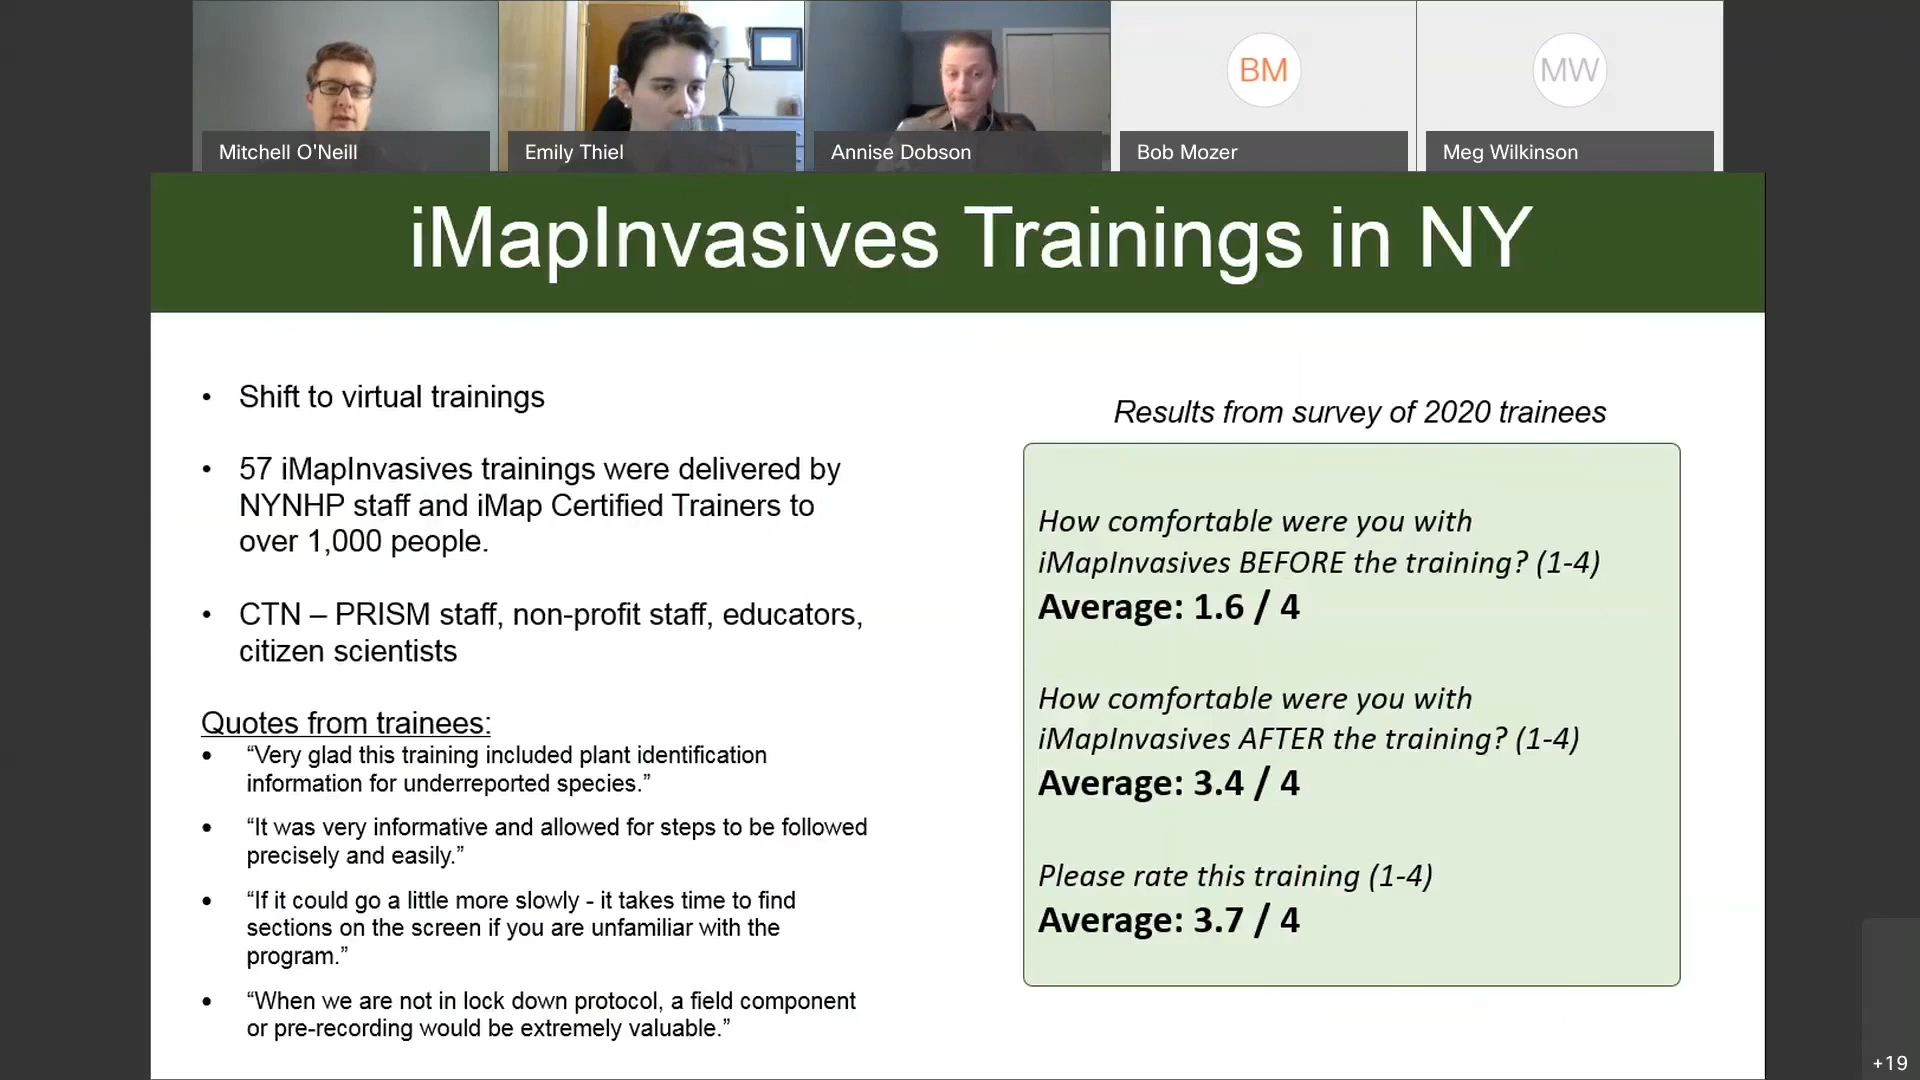 Mitchell O'Neill
Emily Thiel
Annise Dobson
BM
Bob Mozer
MW
Meg Wilkinson
iMapInvasives Trainings in NY
• Shift to virtual trainings
• 57 iMapInvasives trainings were delivered by
NYNHP staff and iMap Certified Trainers to
over 1,000 people.
• CTN – PRISM staff, non-profit staff, educators,
citizen scientists
Quotes from trainees:
• “Very glad this training included plant identification
information for underreported species.”
• “It was very informative and allowed for steps to be followed
precisely and easily.”
• “If it could go a little more slowly - it takes time to find
sections on the screen if you are unfamiliar with the
program.”
• “When we are not in lock down protocol, a field component
or pre-recording would be extremely valuable.”
Results from survey of 2020 trainees
How comfortable were you with
iMapInvasives BEFORE the training? (1-4)
Average: 1.6 / 4
How comfortable were you with
iMapInvasives AFTER the training? (1-4)
Average: 3.4 / 4
Please rate this training (1-4)
Average: 3.7 / 4
+19